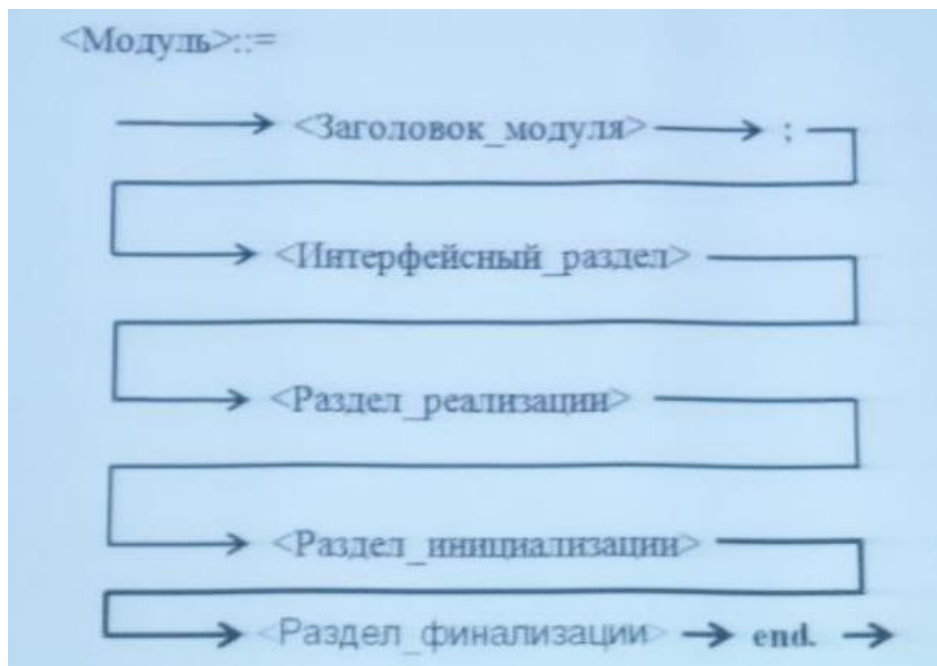 <Модуль>::=
<Заголовок_модуля> ;
<Интерфейсный_раздел>
<Раздел_реализации>
<Раздел_инициализации>
<Раздел_финализации> end.